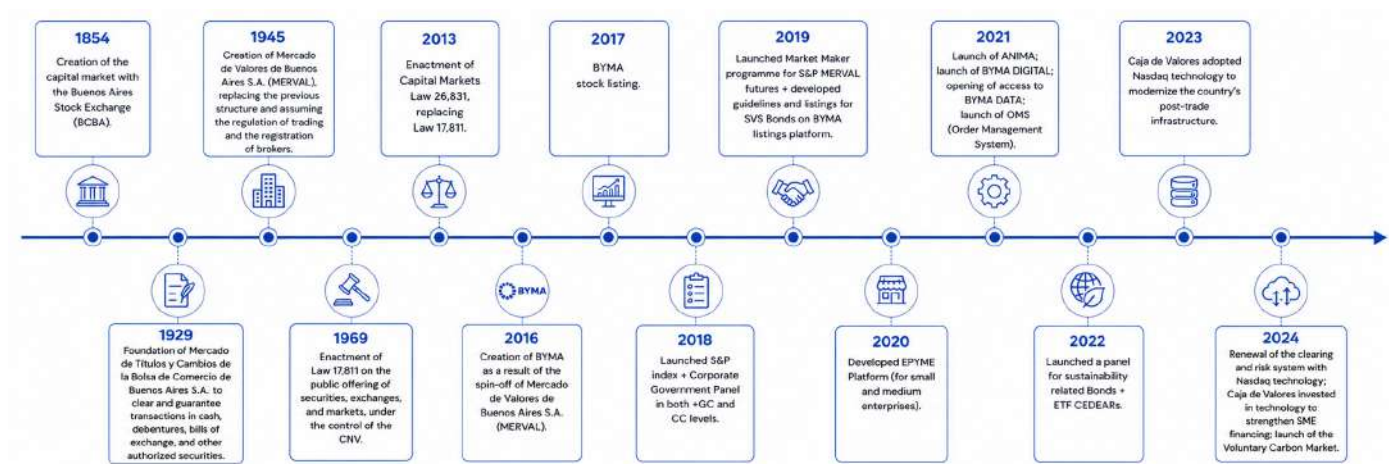 1854
Creation of the
capital market with
the Buenos Aires
Stock Exchange
(BCBA).
1945
Creation of Mercado
de Valores de Buenos
Aires S.A. (MERVAL),
replacing the previous
structure and assuming
the regulation of trading
and the registration
of brokers.
2013
Enactment of
Capital Markets
Law 26,831,
replacing
Law 17,811.
2017
BYMA
stock listing.
2019
Launched Market Maker
programme for S&P MERVAL
futures + developed
guidelines and listings for
SVS Bonds on BYMA
listings platform.
2021
Launch of ANIMA;
launch of BYMA DIGITAL;
opening of access to
BYMA DATA;
launch of OMS
(Order Management
System).
2023
Caja de Valores adopted
Nasdaq technology to
modernize the country's
post-trade
infrastructure.
1929
Foundation of Mercado
de Títulos y Cambios de
la Bolsa de Comercio de
Buenos Aires S.A. to
clear and guarantee
transactions in cash,
debentures, bills of
exchange, and other
authorized securities.
1969
Enactment of
Law 17,811 on the
public offering of
securities, exchanges,
and markets, under
the control of the
CNV.
BYMA
2016
Creation of BYMA
as a result of the
spin-off of Mercado
de Valores de
Buenos Aires S.A.
(MERVAL).
2018
Launched S&P
index + Corporate
Government Panel
in both +GC and
CC levels.
2020
Developed EPYME
Platform (for small
and medium
enterprises).
2022
Launched a panel
for sustainability
related Bonds +
ETF CEDEARs.
2024
Renewal of the clearing
and risk system with
Nasdaq technology;
Caja de Valores invested
in technology to
strengthen SME
financing; launch of the
Voluntary Carbon Market.